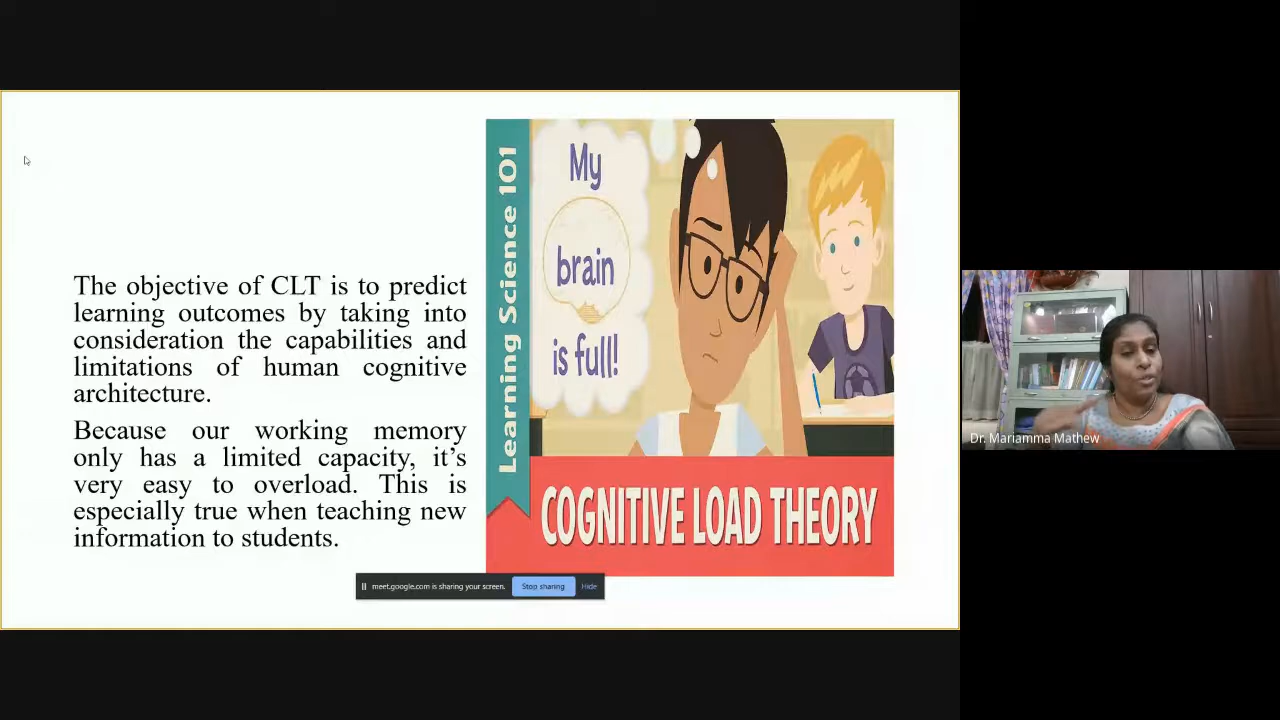 The objective of CLT is to predict
learning outcomes by taking into
consideration the capabilities and
limitations of human cognitive
architecture.
Because our working memory
only has a limited capacity, it's
very easy to overload. This is
especially true when teaching new
information to students.
Learning Science 101
My
brain
is full!
COGNITIVE LOAD THEORY
meet.google.com is sharing your screen.
Stop sharing
Hide
Dr. Mariamma Mathew